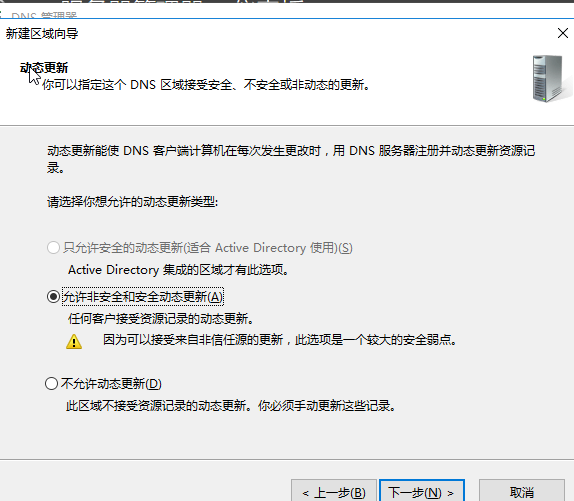 DNS 管理器
新建区域向导
动态更新
你可以指定这个 DNS 区域接受安全、不安全或非动态的更新。
动态更新能使 DNS 客户端计算机在每次发生更改时，用 DNS 服务器注册并动态更新资源记
录。
请选择你想允许的动态更新类型:
只允许安全的动态更新(适合 Active Directory 使用)(S)
Active Directory 集成的区域才有此选项。
允许非安全和安全动态更新(A)
任何客户接受资源记录的动态更新。
因为可以接受来自非信任源的更新，此选项是一个较大的安全弱点。
不允许动态更新(D)
此区域不接受资源记录的动态更新。你必须手动更新这些记录。
< 上一步(B) 下一步(N) > 取消